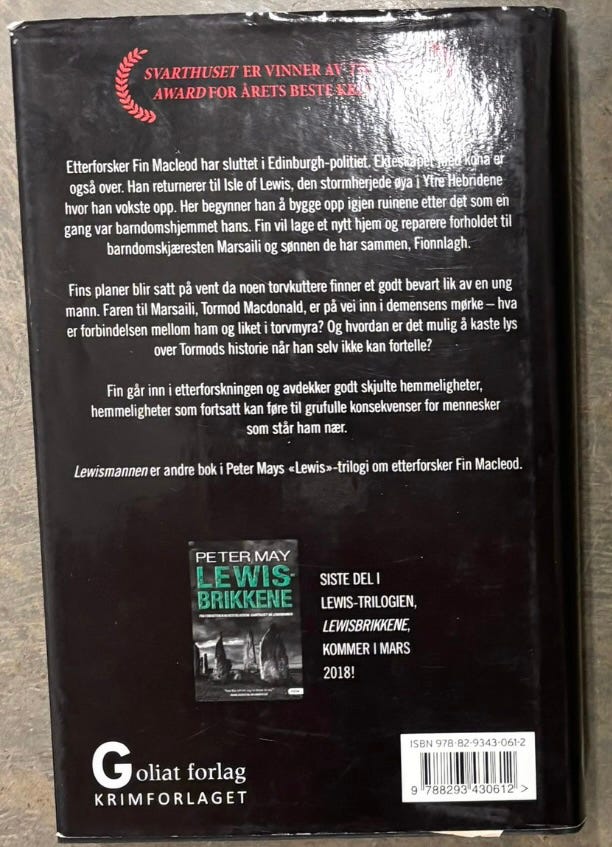 SVARTHUSET ER VINNER AV
AWARD FOR ÅRETS BESTE
Etterforsker Fin Macleod har sluttet i Edinburgh-politiet. Ekteskapet med kona er
også over. Han returnerer til Isle of Lewis, den stormherjede øya i Ytre Hebridene
hvor han vokste opp. Her begynner han å bygge opp igjen ruinene etter det som en
gang var barndomshjemmet hans. Fin vil lage et nytt hjem og reparere forholdet til
barndomskjæresten Marsaili og sønnen de har sammen, Fionnlagh.
Fins planer blir satt på vent da noen torvkuttere finner et godt bevart lik av en ung
mann. Faren til Marsaili, Tormod Macdonald, er på vei inn i demensens mørke – hva
er forbindelsen mellom ham og liket i torvmyra? Og hvordan er det mulig å kaste lys
over Tormods historie når han selv ikke kan fortelle?
Fin går inn i etterforskningen og avdekker godt skjulte hemmeligheter,
hemmeligheter som fortsatt kan føre til grufulle konsekvenser for mennesker
som står ham nær.
Lewismannen er andre bok i Peter Mays «Lewis»-trilogi om etterforsker Fin Macleod.
PETER MAY
LEWIS-
BRIKKENE
SISTE DEL I
LEWIS-TRILOGIEN,
LEWISBRIKKENE,
KOMMER I MARS
2018!
Goliat forlag
KRIMFORLAGET
ISBN 978-82-9343-061-2
9 788293 430612 >